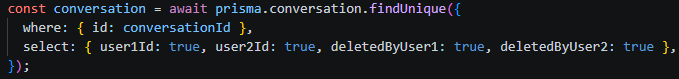 const conversation = await prisma.conversation.findUnique({
  where: { id: conversationId },
  select: { user1Id: true, user2Id: true, deletedByUser1: true, deletedByUser2: true },
});